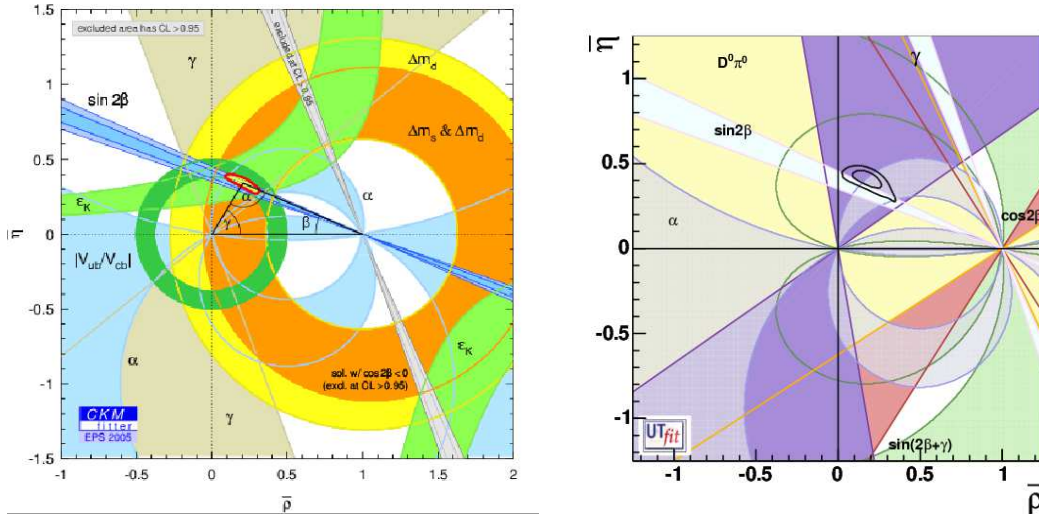 excluded area has CL > 0.95
γ
Δm_d
sin 2β
excluded at CL > 0.95
Δm_s & Δm_d
α
ε_K
α
γ
β
|V_ub/V_cb|
ε_K
α
sol. w/ cos 2β < 0
(excl. at CL > 0.95)
γ
CKM
fitter
EPS 2005
1.5
1
0.5
0
-0.5
-1
-1.5
η̄
-1
-0.5
0
0.5
1
1.5
2
ρ̄
η̄
D⁰π⁰
γ
sin2β
α
cos2β
sin(2β+γ)
UTfit
1
0.5
0
-0.5
-1
-1
-0.5
0
0.5
1
ρ̄